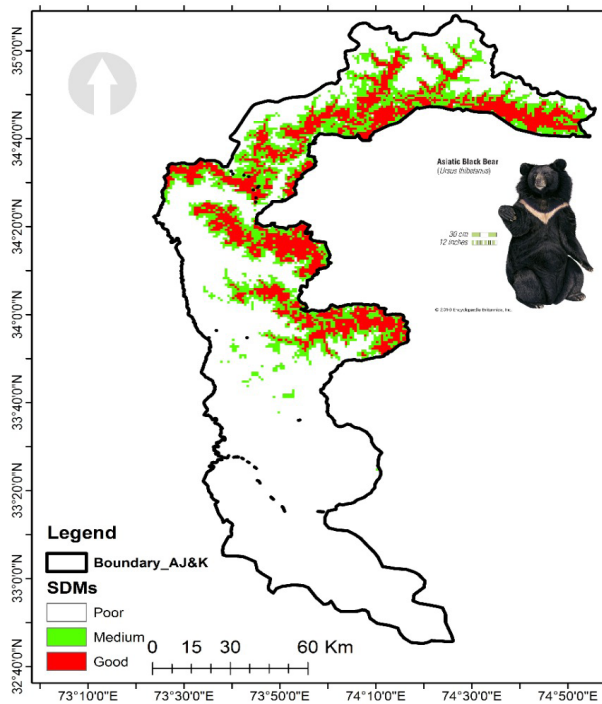 35°0'0"N
34°40'0"N
34°20'0"N
34°0'0"N
33°40'0"N
33°20'0"N
33°0'0"N
32°40'0"N
Asiatic Black Bear
(Ursus thibetanus)
30 cm
12 inches
Legend
Boundary_AJ&K
SDMs
Poor
Medium
Good
0 15 30 60 Km
73°10'0"E 73°30'0"E 73°50'0"E 74°10'0"E 74°30'0"E 74°50'0"E